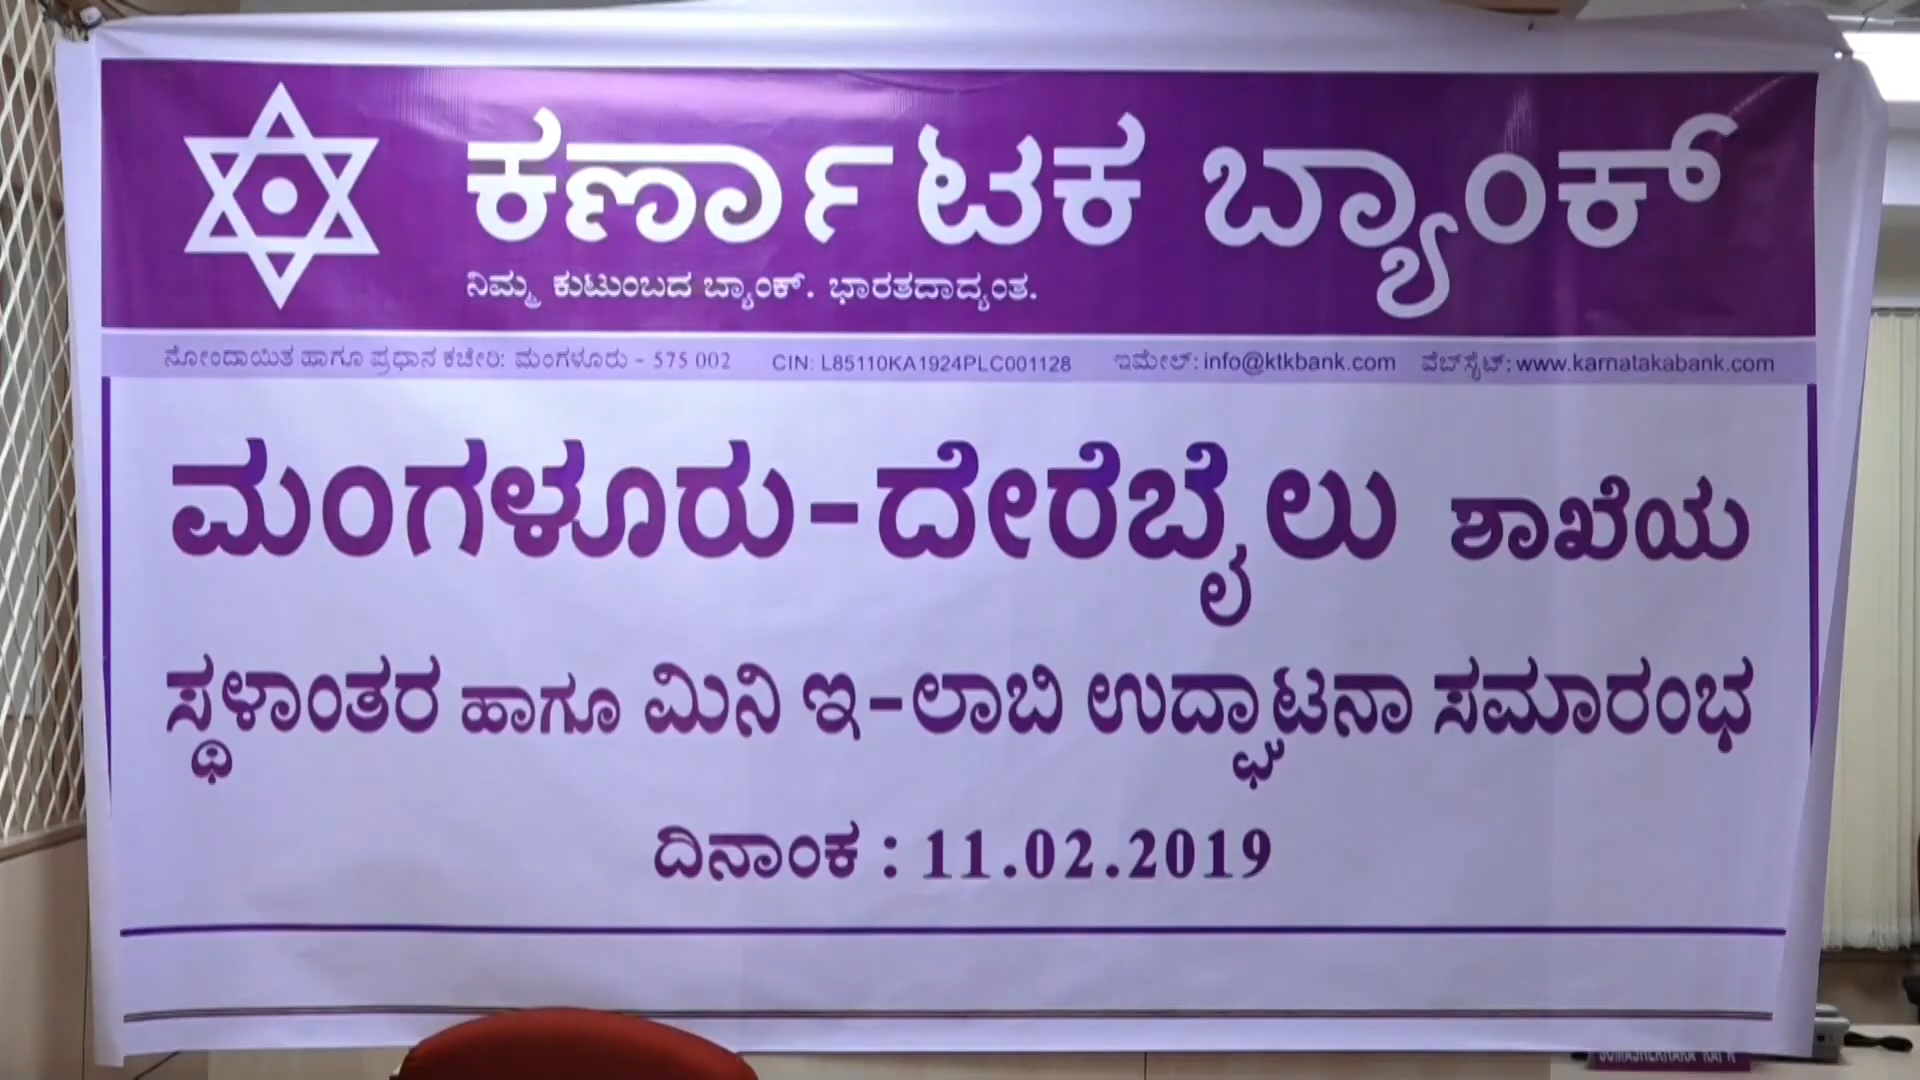 ಕರ್ಣಾಟಕ ಬ್ಯಾಂಕ್
ನಿಮ್ಮ ಕುಟುಂಬದ ಬ್ಯಾಂಕ್. ಭಾರತದಾದ್ಯಂತ.
ನೋಂದಾಯಿತ ಹಾಗೂ ಪ್ರಧಾನ ಕಚೇರಿ: ಮಂಗಳೂರು - 575 002 CIN: L85110KA1924PLC001128 ಇಮೇಲ್: info@ktkbank.com ವೆಬ್‌ಸೈಟ್: www.karnatakabank.com
ಮಂಗಳೂರು-ದೇರೆಬೈಲು ಶಾಖೆಯ
ಸ್ಥಳಾಂತರ ಹಾಗೂ ಮಿನಿ ಇ-ಲಾಬಿ ಉದ್ಘಾಟನಾ ಸಮಾರಂಭ
ದಿನಾಂಕ : 11.02.2019